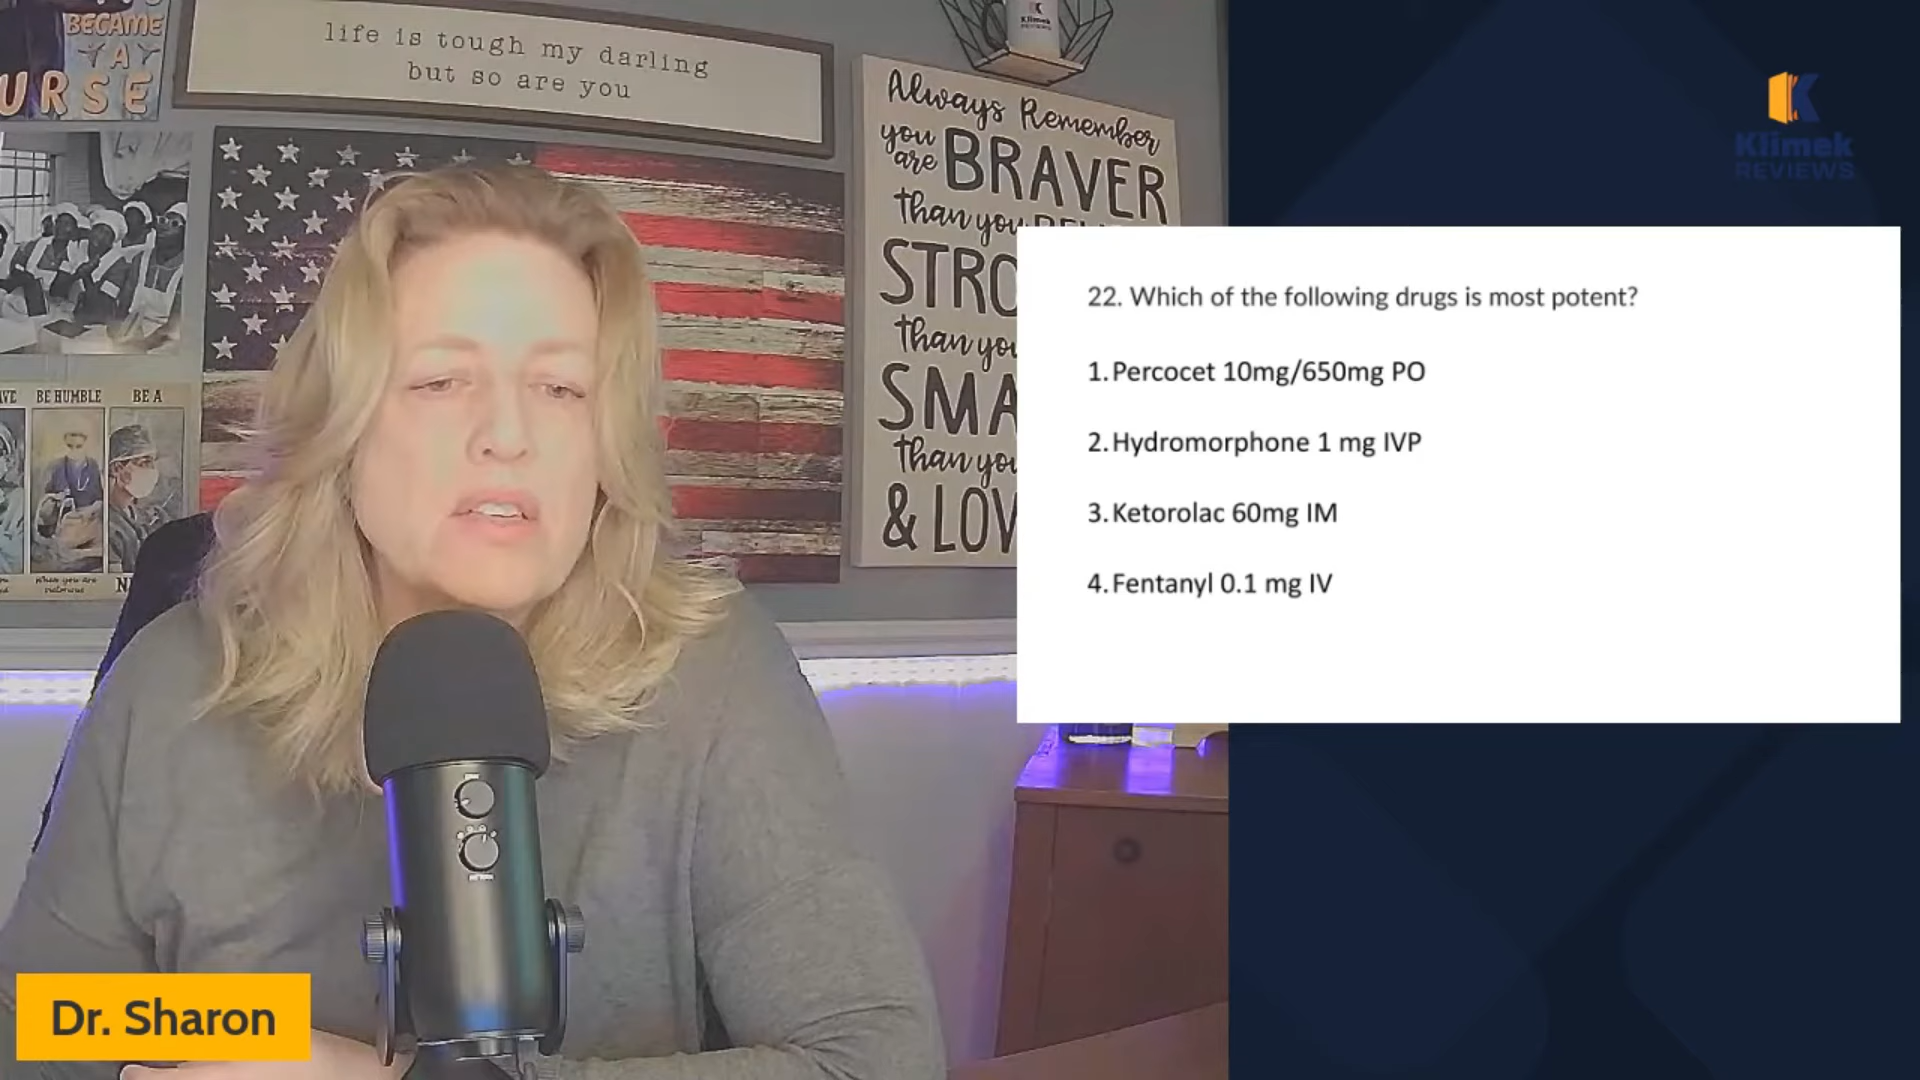 BECAME
A
URSE
life is tough my darling
but so are you
Klimek
Always Remember
you are BRAVER
than you
STRO
than you
SMA
than you
& LOV
BE HUMBLE
BE A
Klimek
REVIEWS
22. Which of the following drugs is most potent?
1. Percocet 10mg/650mg PO
2. Hydromorphone 1 mg IVP
3. Ketorolac 60mg IM
4. Fentanyl 0.1 mg IV
Dr. Sharon